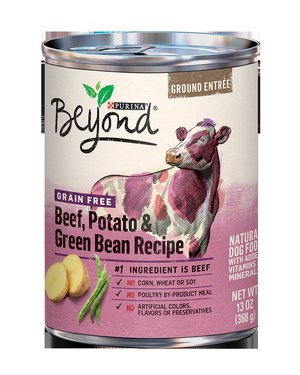 GROUND ENTRÉE
PURINA
Beyond
GRAIN FREE
Beef, Potato &
Green Bean Recipe
#1 INGREDIENT IS BEEF
✓ NO CORN, WHEAT OR SOY
✓ NO POULTRY BY-PRODUCT MEAL
✓ NO ARTIFICIAL COLORS,
FLAVORS OR PRESERVATIVES
NATURA
DOG FOO
WITH ADDE
VITAMINS
MINERAL
NET WT
13 OZ
(368 g)